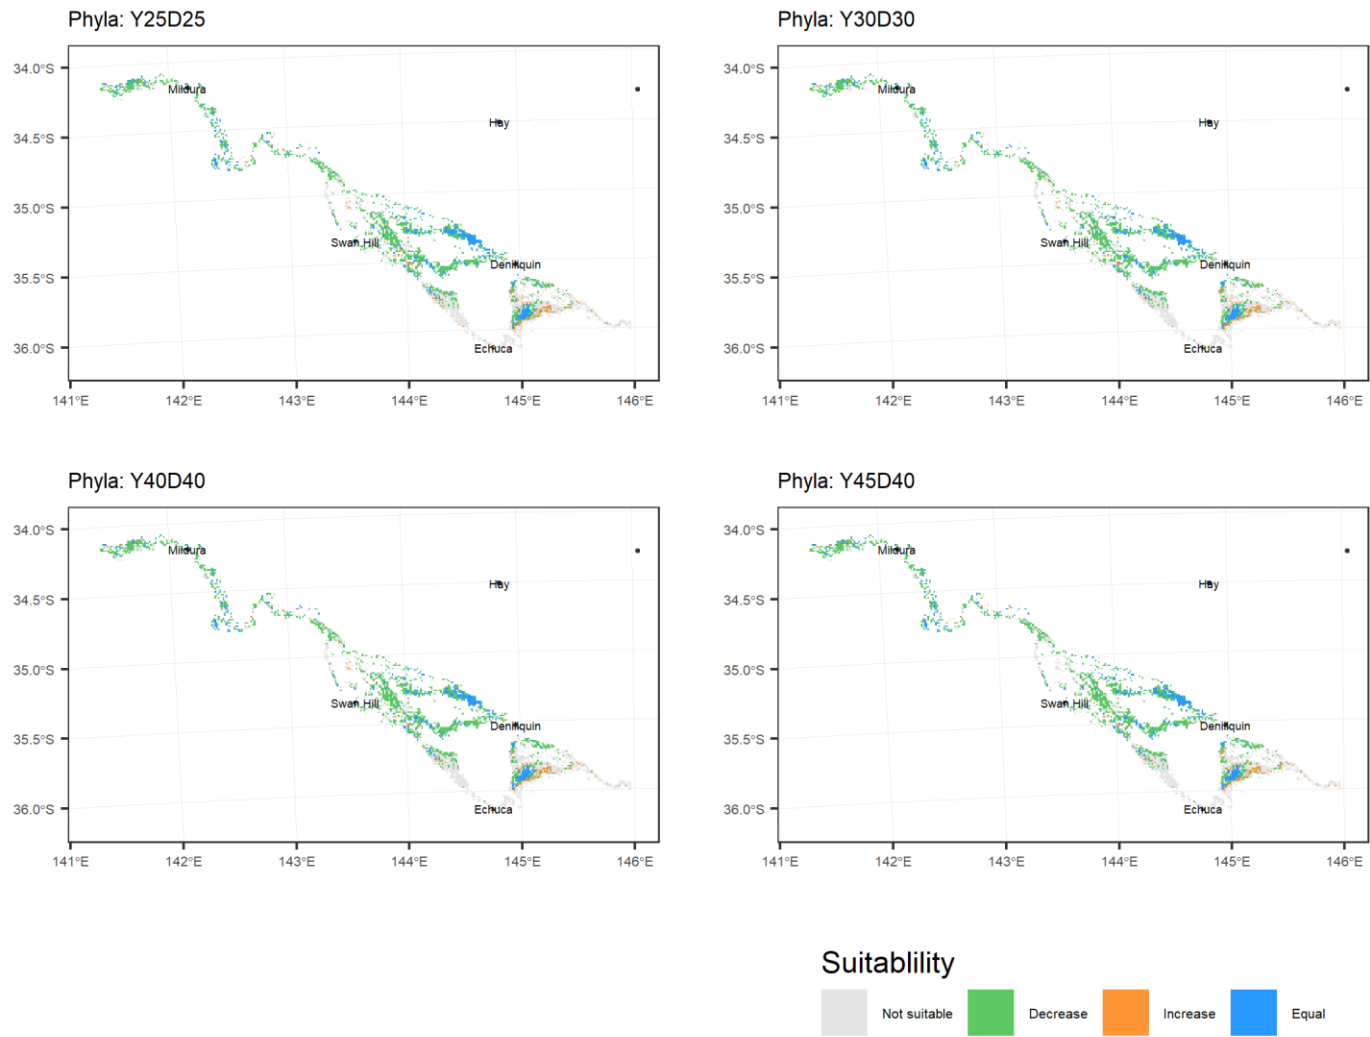 Phyla: Y25D25
34.0°S
34.5°S
35.0°S
35.5°S
36.0°S
Mildura
Hay
Swan Hill
Deniliquin
Echuca
141°E 142°E 143°E 144°E 145°E 146°E
Phyla: Y30D30
34.0°S
34.5°S
35.0°S
35.5°S
36.0°S
Mildura
Hay
Swan Hill
Deniliquin
Echuca
141°E 142°E 143°E 144°E 145°E 146°E
Phyla: Y40D40
34.0°S
34.5°S
35.0°S
35.5°S
36.0°S
Mildura
Hay
Swan Hill
Deniliquin
Echuca
141°E 142°E 143°E 144°E 145°E 146°E
Phyla: Y45D40
34.0°S
34.5°S
35.0°S
35.5°S
36.0°S
Mildura
Hay
Swan Hill
Deniliquin
Echuca
141°E 142°E 143°E 144°E 145°E 146°E
Suitablility
Not suitable Decrease Increase Equal